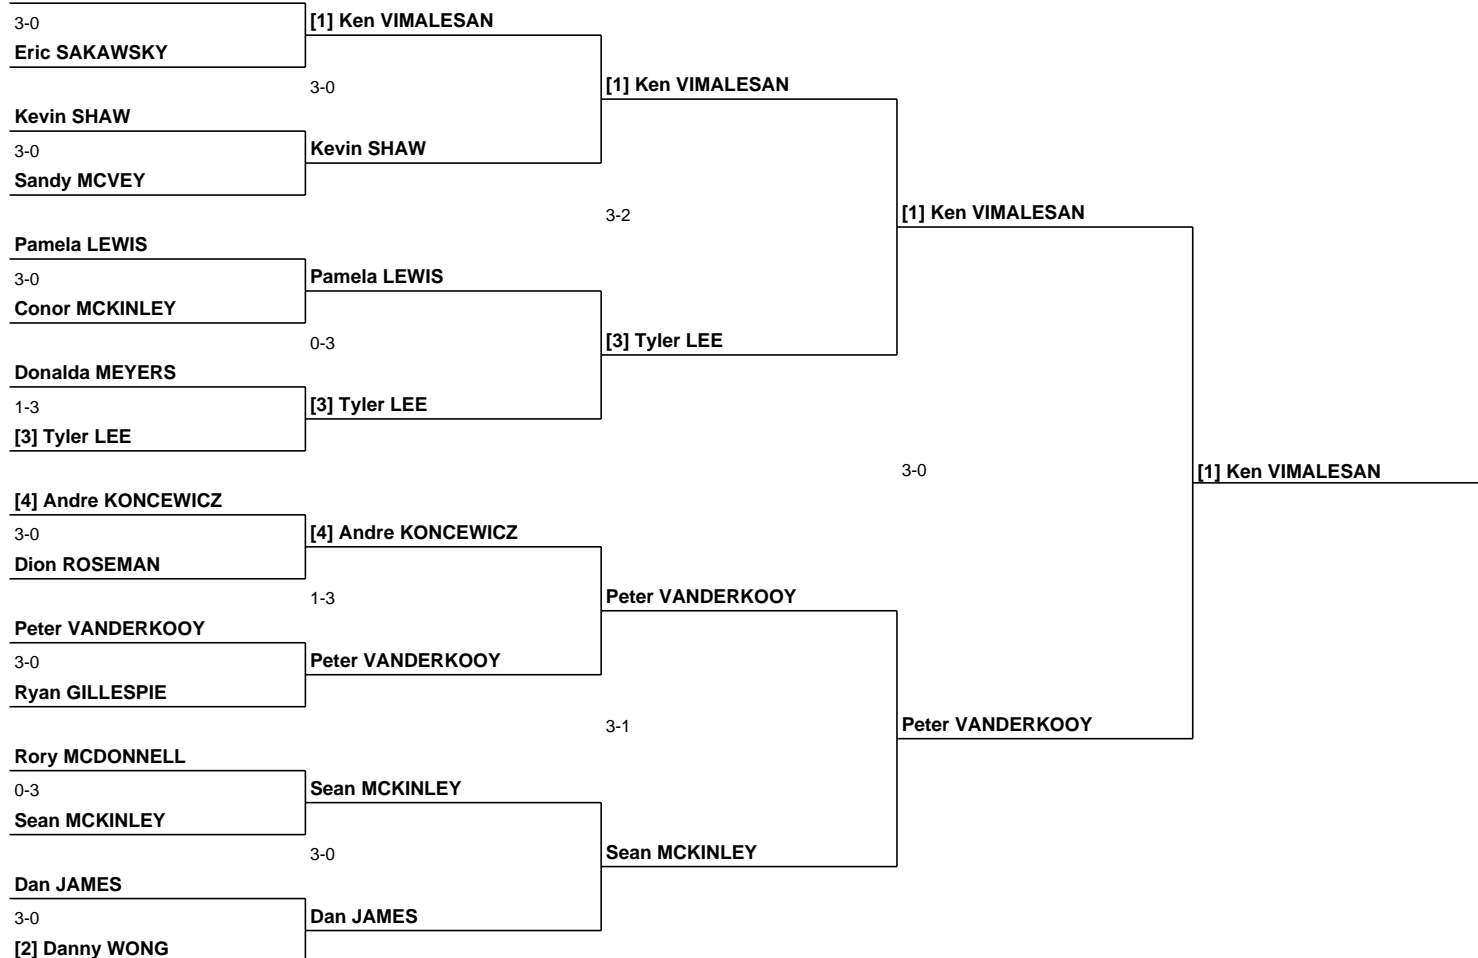 3-0
Eric SAKAWSKY
Kevin SHAW
3-0
Sandy MCVEY
Pamela LEWIS
3-0
Conor MCKINLEY
Donalda MEYERS
1-3
[3] Tyler LEE
[4] Andre KONCEWICZ
3-0
Dion ROSEMAN
Peter VANDERKOOY
3-0
Ryan GILLESPIE
Rory MCDONNELL
0-3
Sean MCKINLEY
Dan JAMES
3-0
[2] Danny WONG
[1] Ken VIMALESAN
3-0
Kevin SHAW
Pamela LEWIS
0-3
[3] Tyler LEE
[4] Andre KONCEWICZ
1-3
Peter VANDERKOOY
Sean MCKINLEY
3-0
Dan JAMES
[1] Ken VIMALESAN
3-2
[3] Tyler LEE
Peter VANDERKOOY
3-1
Sean MCKINLEY
[1] Ken VIMALESAN
3-0
Peter VANDERKOOY
[1] Ken VIMALESAN